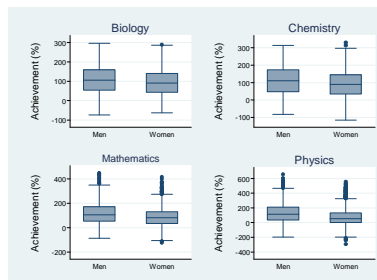 Biology
Achievement (%)
300
200
100
0
-100
Men
Women
Chemistry
Achievement (%)
300
200
100
0
-100
Men
Women
Mathematics
Achievement (%)
400
200
0
-200
Men
Women
Physics
Achievement (%)
600
400
200
0
-200
-400
Men
Women